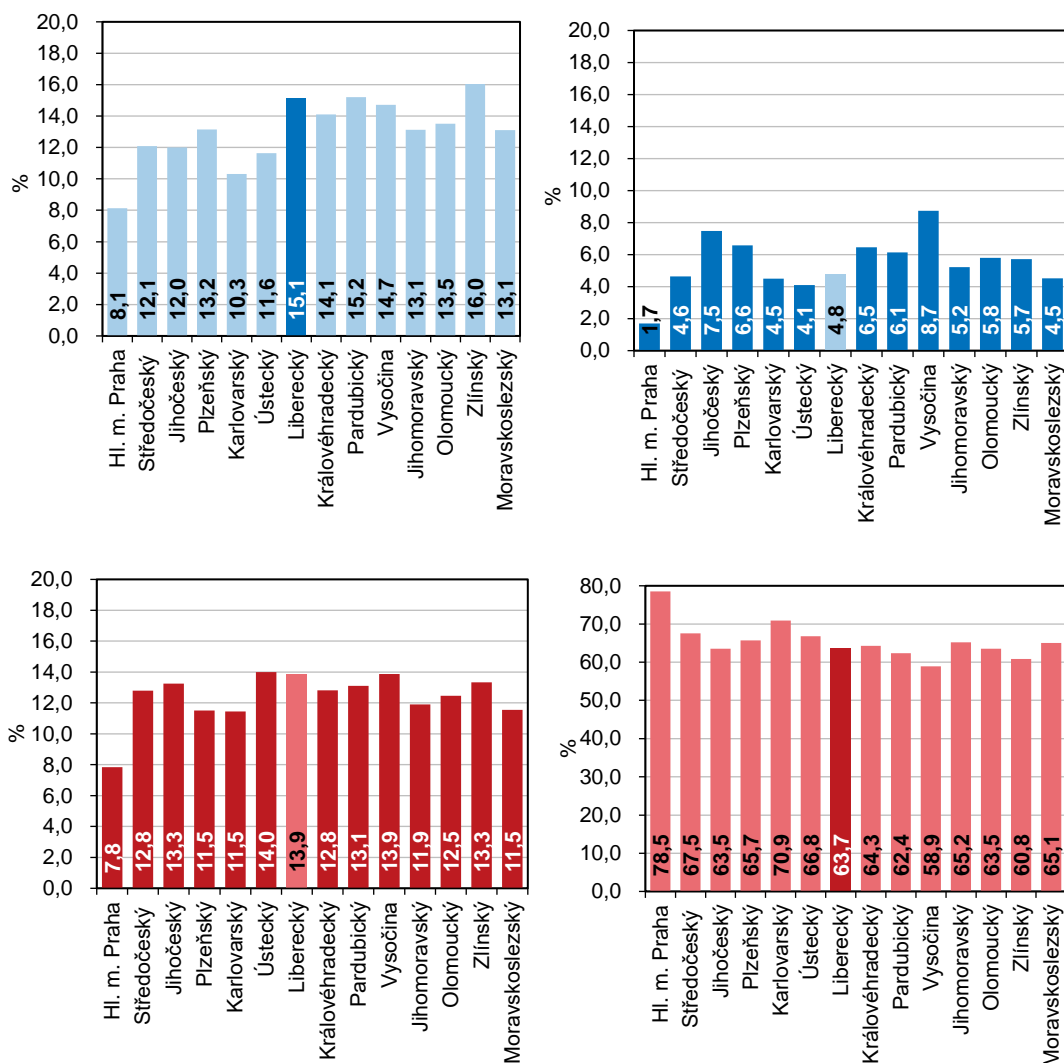 20,0
18,0
16,0
14,0
12,0
10,0
8,0
6,0
4,0
2,0
0,0
%
8,1
12,1
12,0
13,2
10,3
11,6
15,1
14,1
15,2
14,7
13,1
13,5
16,0
13,1
Hl. m. Praha
Středočeský
Jihočeský
Plzeňský
Karlovarský
Ústecký
Liberecký
Královéhradecký
Pardubický
Vysočina
Jihomoravský
Olomoucký
Zlínský
Moravskoslezský
20,0
18,0
16,0
14,0
12,0
10,0
8,0
6,0
4,0
2,0
0,0
%
1,7
4,6
7,5
6,6
4,5
4,1
4,8
6,5
6,1
8,7
5,2
5,8
5,7
4,5
Hl. m. Praha
Středočeský
Jihočeský
Plzeňský
Karlovarský
Ústecký
Liberecký
Královéhradecký
Pardubický
Vysočina
Jihomoravský
Olomoucký
Zlínský
Moravskoslezský
20,0
18,0
16,0
14,0
12,0
10,0
8,0
6,0
4,0
2,0
0,0
%
7,8
12,8
13,3
11,5
11,5
14,0
13,9
12,8
13,1
13,9
11,9
12,5
13,3
11,5
Hl. m. Praha
Středočeský
Jihočeský
Plzeňský
Karlovarský
Ústecký
Liberecký
Královéhradecký
Pardubický
Vysočina
Jihomoravský
Olomoucký
Zlínský
Moravskoslezský
80,0
70,0
60,0
50,0
40,0
30,0
20,0
10,0
0,0
%
78,5
67,5
63,5
65,7
70,9
66,8
63,7
64,3
62,4
58,9
65,2
63,5
60,8
65,1
Hl. m. Praha
Středočeský
Jihočeský
Plzeňský
Karlovarský
Ústecký
Liberecký
Královéhradecký
Pardubický
Vysočina
Jihomoravský
Olomoucký
Zlínský
Moravskoslezský